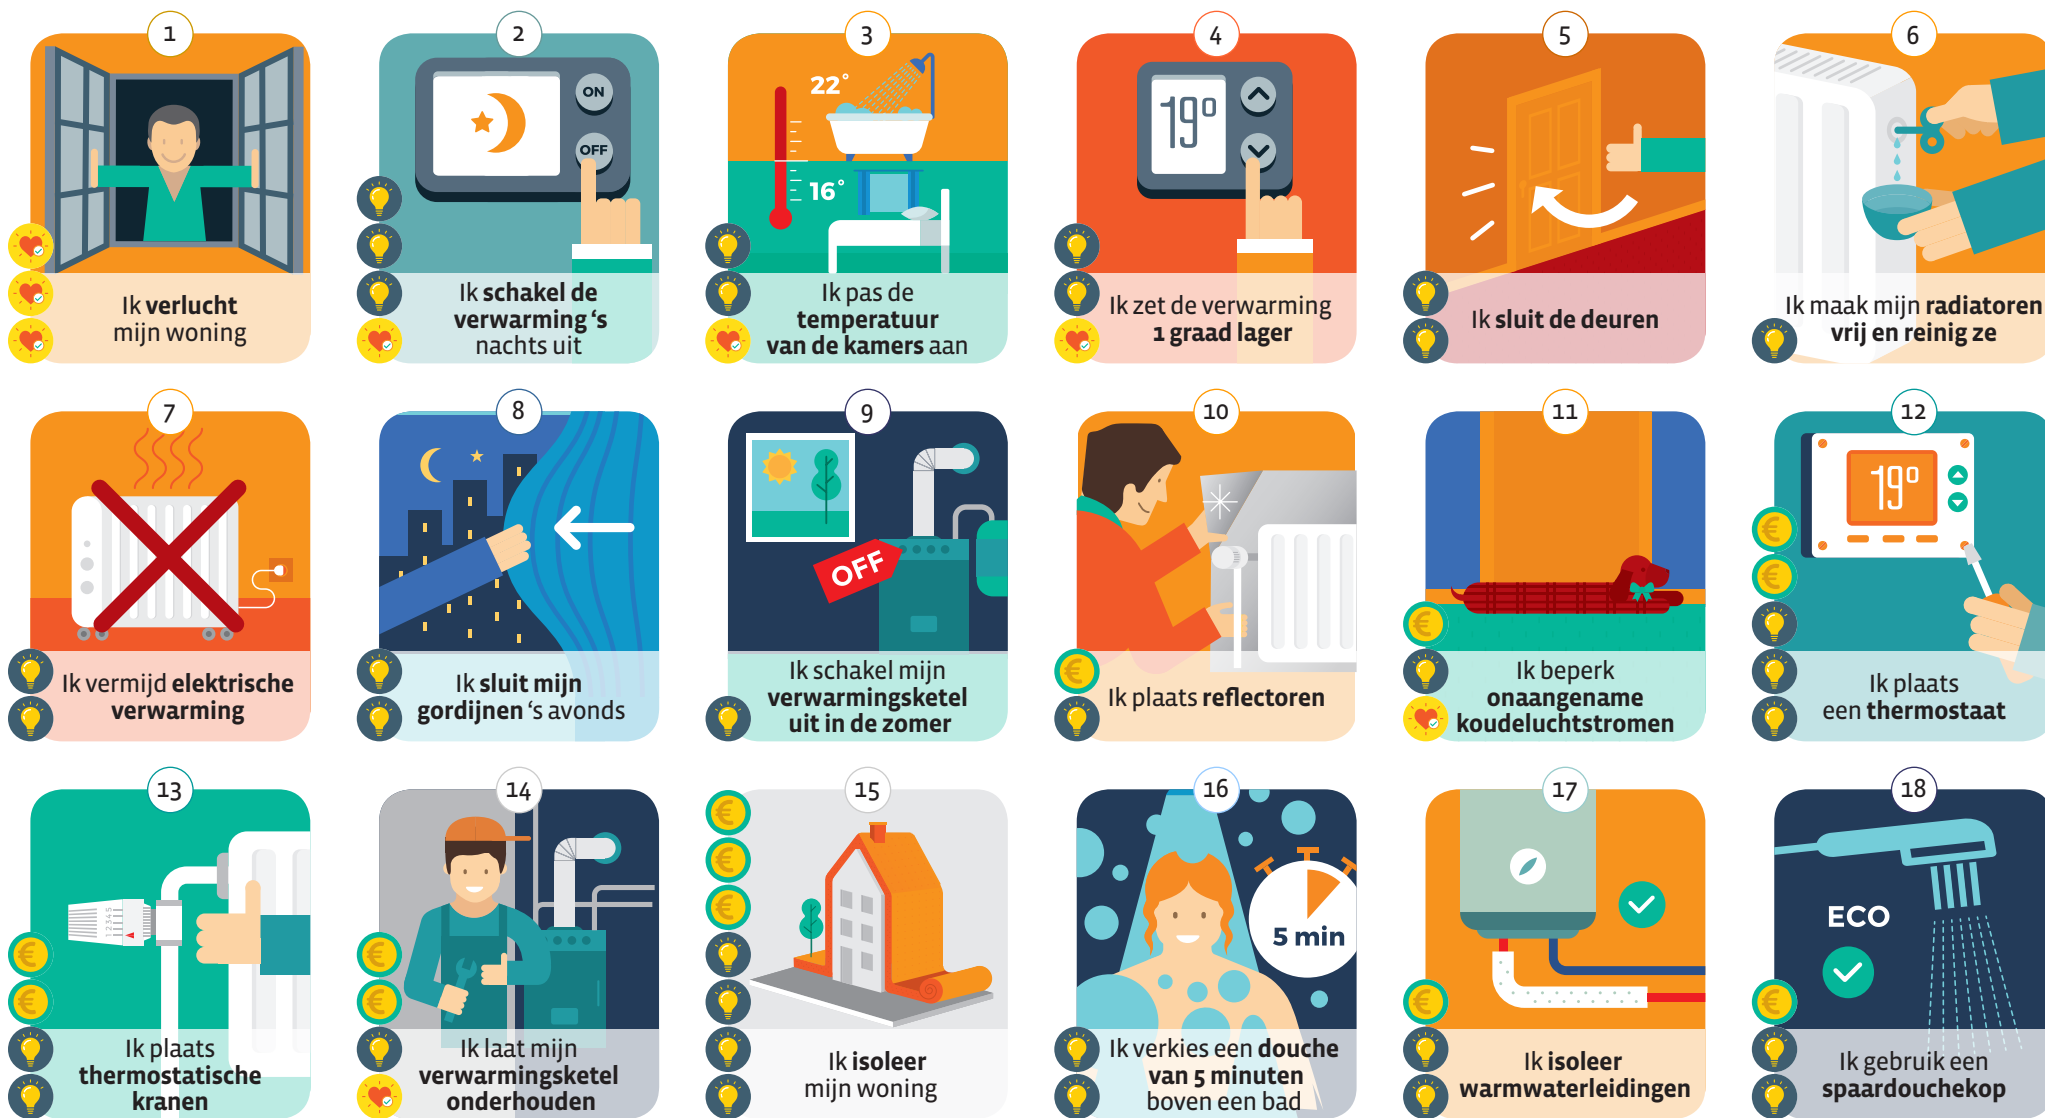 1
Ik verlucht
mijn woning
2
ON
OFF
Ik schakel de
verwarming ‘s
nachts uit
3
22°
16°
Ik pas de
temperatuur
van de kamers aan
4
19°
Ik zet de verwarming
1 graad lager
5
Ik sluit de deuren
6
Ik maak mijn radiatoren
vrij en reinig ze
7
Ik vermijd elektrische
verwarming
8
Ik sluit mijn
gordijnen ‘s avonds
9
OFF
Ik schakel mijn
verwarmingsketel
uit in de zomer
10
€
Ik plaats reflectoren
11
€
Ik beperk
onaangename
koudeluchtstromen
12
19°
€
€
Ik plaats
een thermostaat
13
1 2 3 4 5
€
€
Ik plaats
thermostatische
kranen
14
€
€
Ik laat mijn
verwarmingsketel
onderhouden
15
€
€
€
Ik isoleer
mijn woning
16
5 min
Ik verkies een douche
van 5 minuten
boven een bad
17
€
Ik isoleer
warmwaterleidingen
18
ECO
€
Ik gebruik een
spaardouchekop